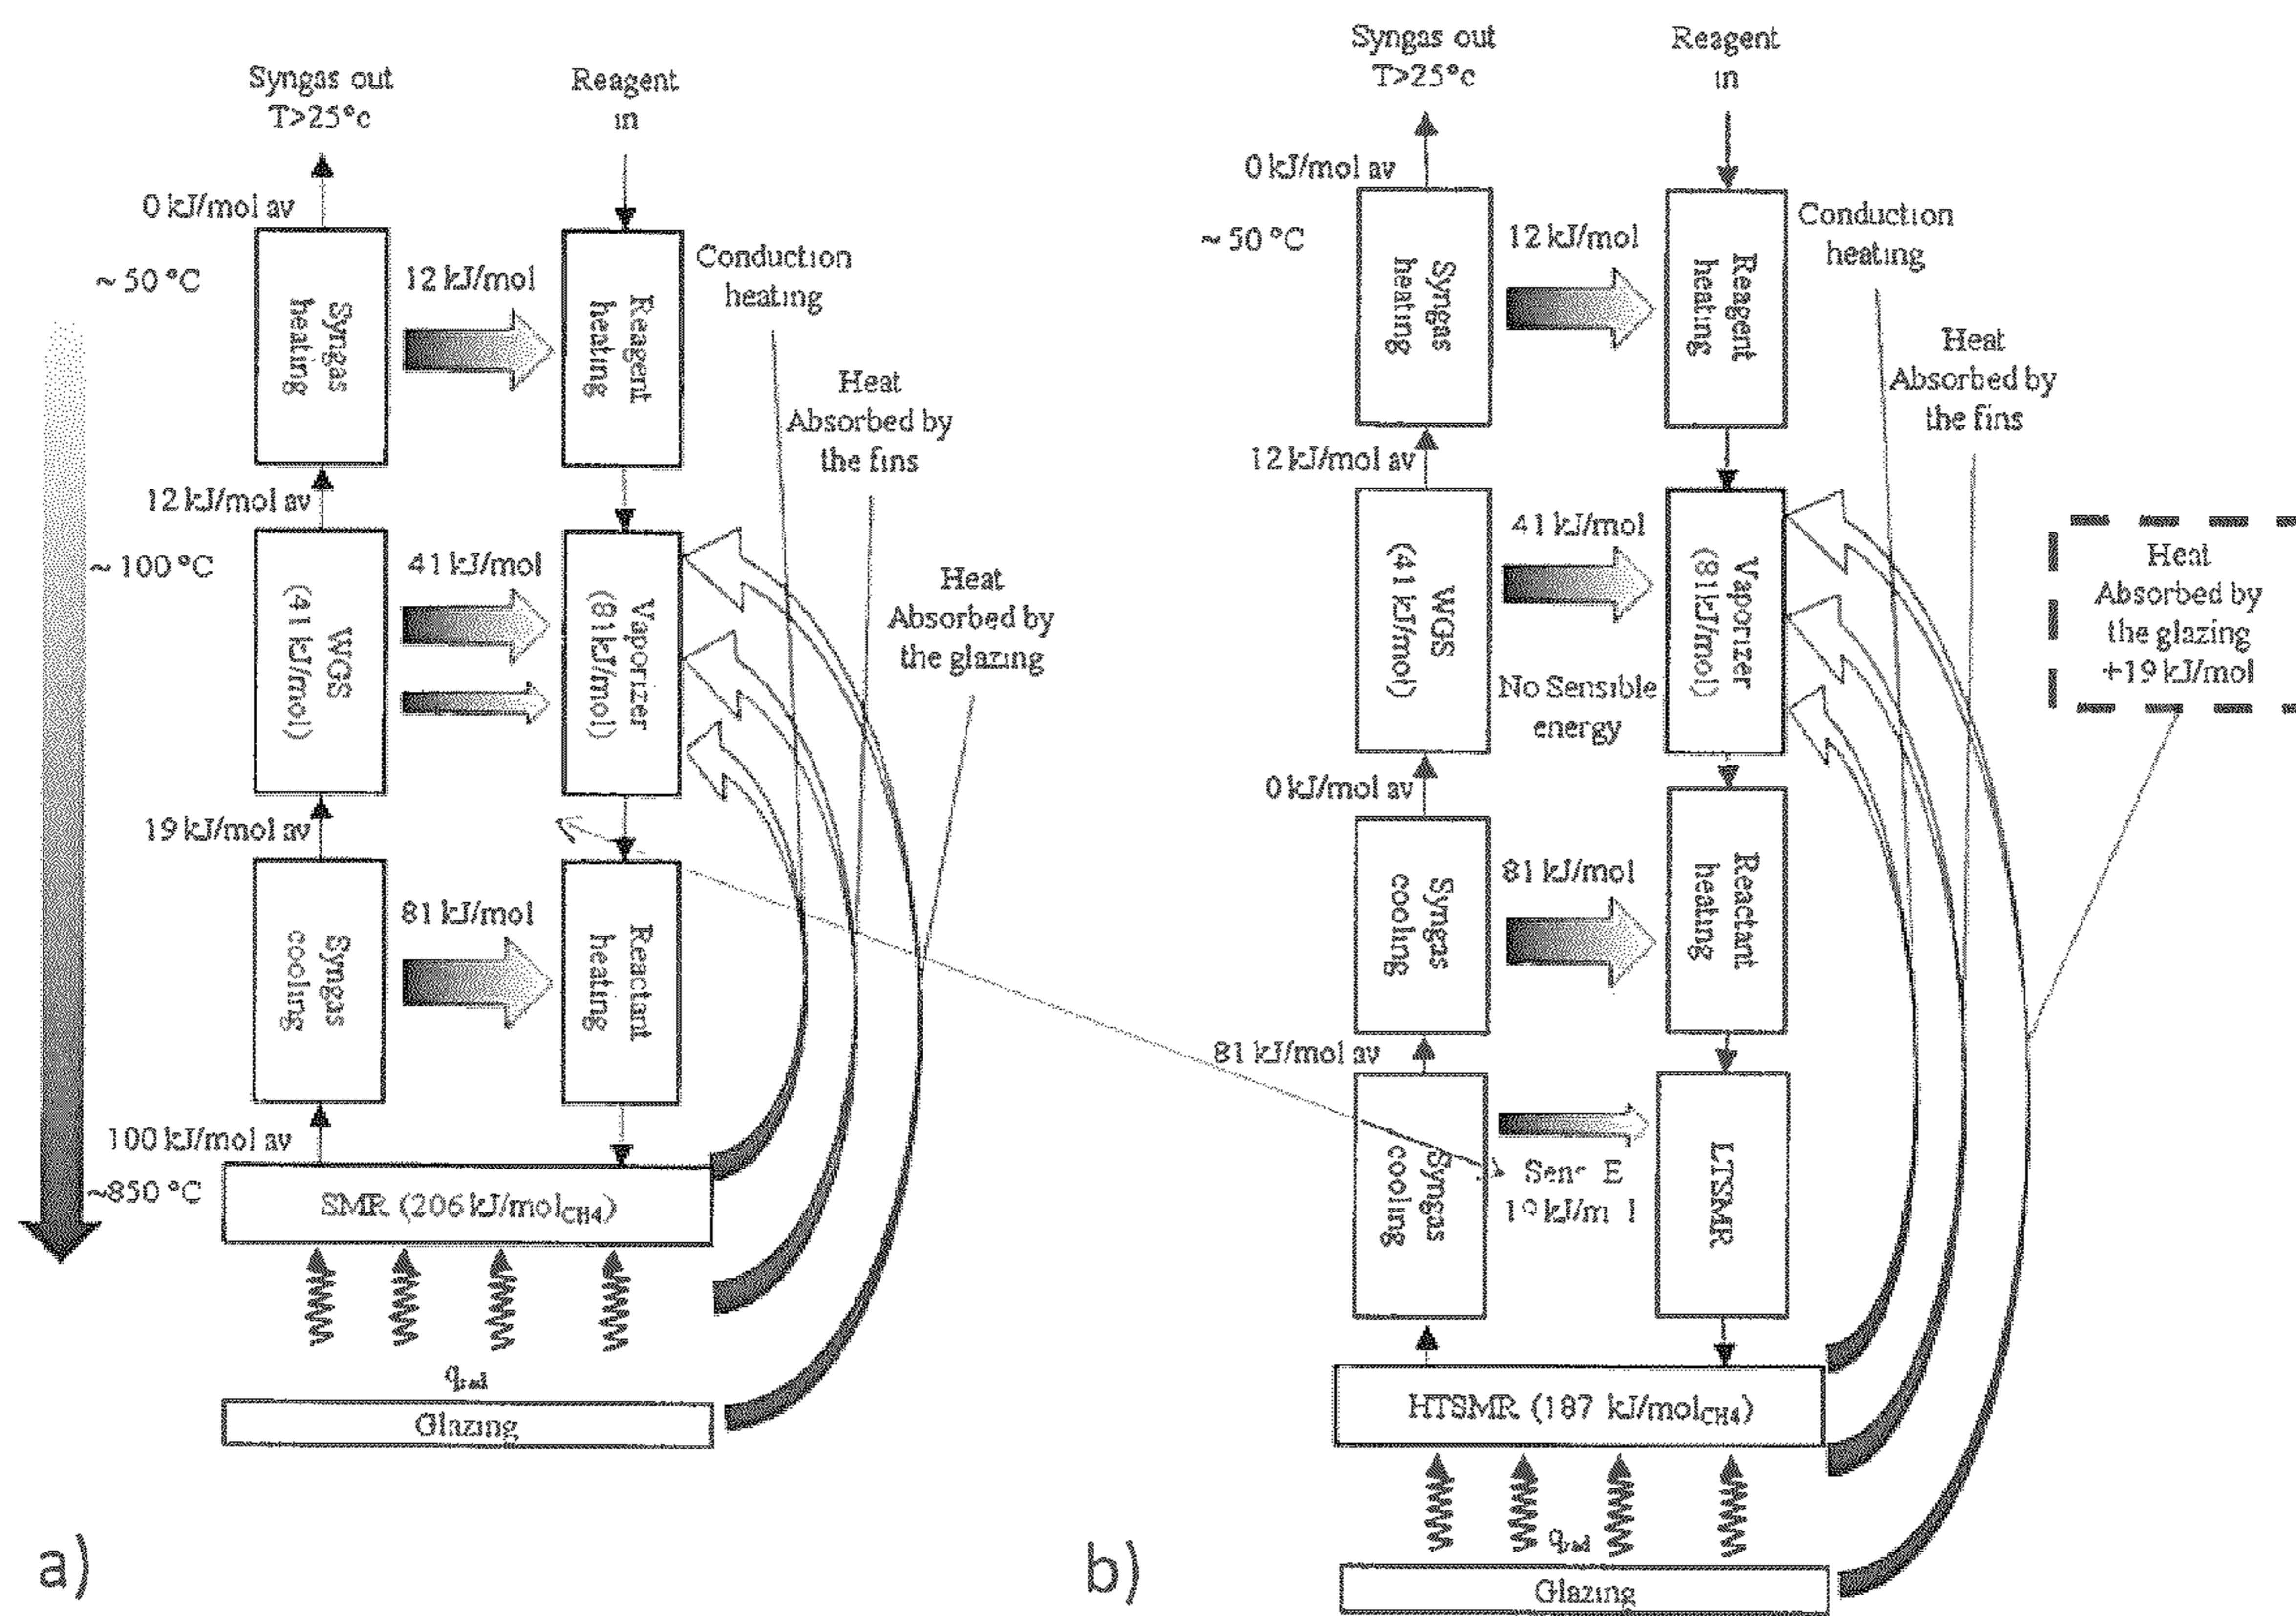 Syngas out
T>25°c
Reagent
in
0 kJ/mol av
~ 50 °C
Syngas
heating
12 kJ/mol
Reagent
heating
Conduction
heating
Heat
Absorbed by
the fins
12 kJ/mol av
~ 100 °C
WGS
(41 kJ/mol)
41 kJ/mol
Vaporizer
(81kJ/mol)
Heat
Absorbed by
the glazing
19 kJ/mol av
Syngas
cooling
81 kJ/mol
Reactant
heating
100 kJ/mol av
~850 °C
SMR (206 kJ/molCH4)
qrad
Glazing
a)
Syngas out
T>25°c
Reagent
in
0 kJ/mol av
~ 50 °C
Syngas
heating
12 kJ/mol
Reagent
heating
Conduction
heating
Heat
Absorbed by
the fins
12 kJ/mol av
WGS
(41 kJ/mol)
41 kJ/mol
No Sensible
energy
Vaporizer
(81kJ/mol)
Heat
Absorbed by
the glazing
+19 kJ/mol
0 kJ/mol av
Syngas
cooling
81 kJ/mol
Reactant
heating
81 kJ/mol av
Syngas
cooling
E
LTSMR
HTSMR (187 kJ/molCH4)
qrad
Glazing
b)